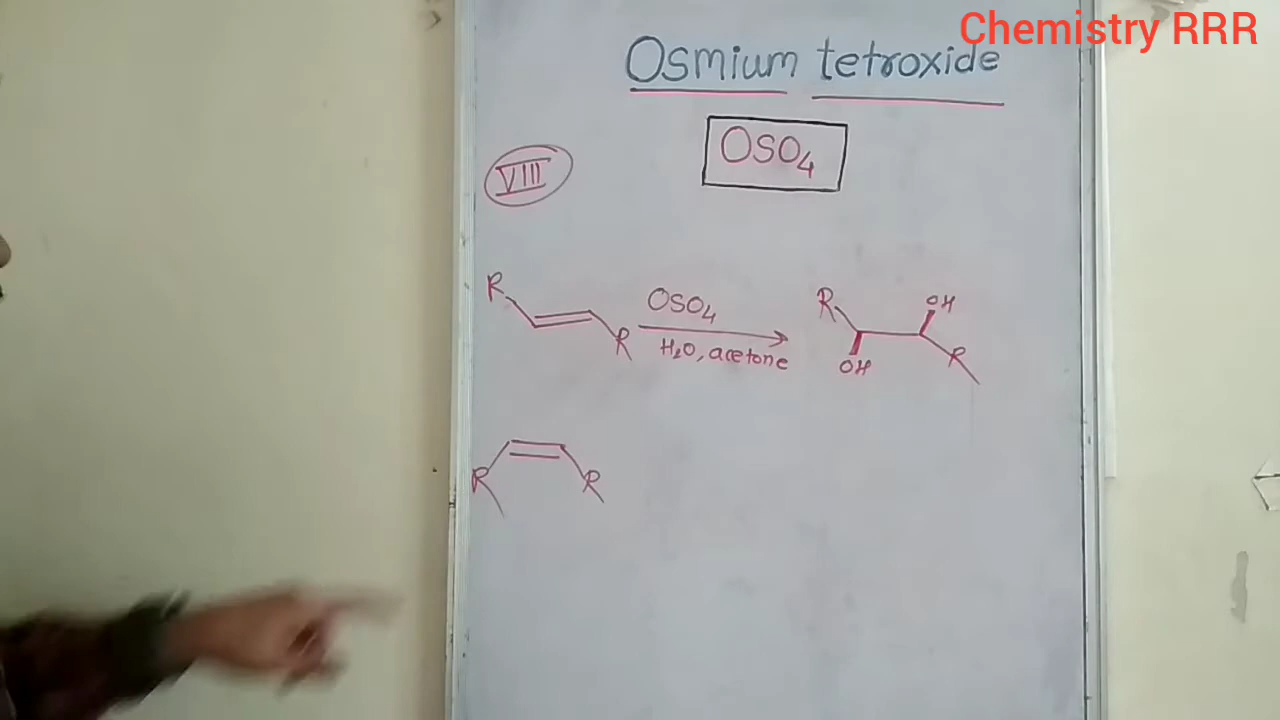 Chemistry RRR
Osmium tetroxide
OSO4
VIII
R
R
OSO4
H2O, acetone
R
OH
OH
R
R
R